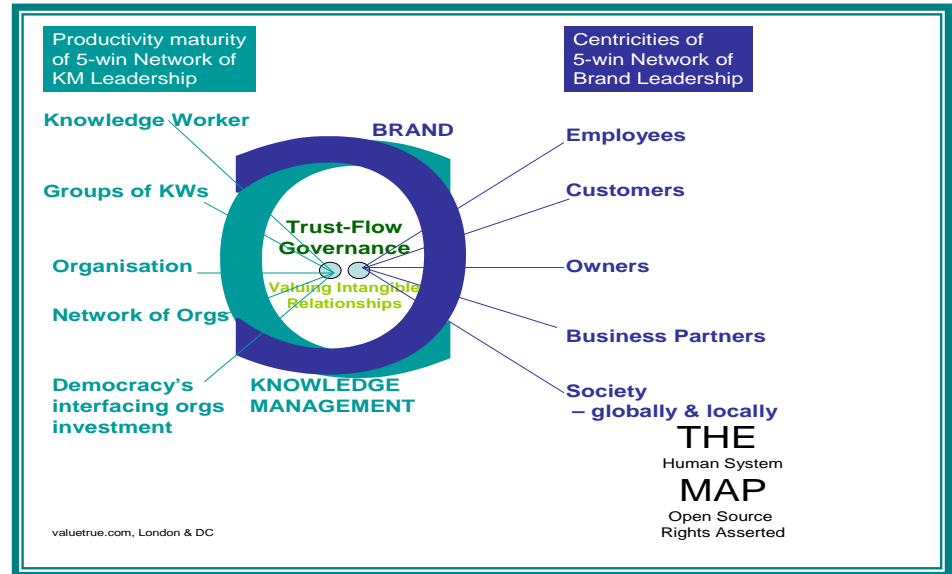 Productivity maturity
of 5-win Network of
KM Leadership
Centricities of
5-win Network of
Brand Leadership
Knowledge Worker
Groups of KWs
Organisation
Network of Orgs
Democracy's
interfacing orgs
investment
BRAND
Trust-Flow
Governance
Valuing Intangible
Relationships
KNOWLEDGE
MANAGEMENT
Employees
Customers
Owners
Business Partners
Society
– globally & locally
THE
Human System
MAP
Open Source
Rights Asserted
valuetrue.com, London & DC